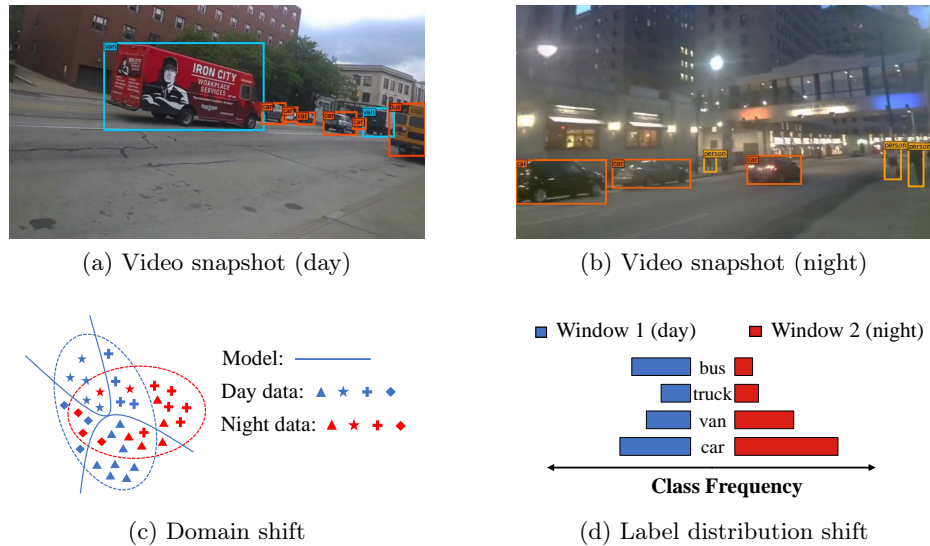 van
IRON CITY
WORKPLACE
SERVICES
car
car
car
car
car
van
bus
(a) Video snapshot (day)
car
car
person
car
person
person
(b) Video snapshot (night)
Model:
Day data:
Night data:
(c) Domain shift
Window 1 (day)
Window 2 (night)
bus
truck
van
car
Class Frequency
(d) Label distribution shift